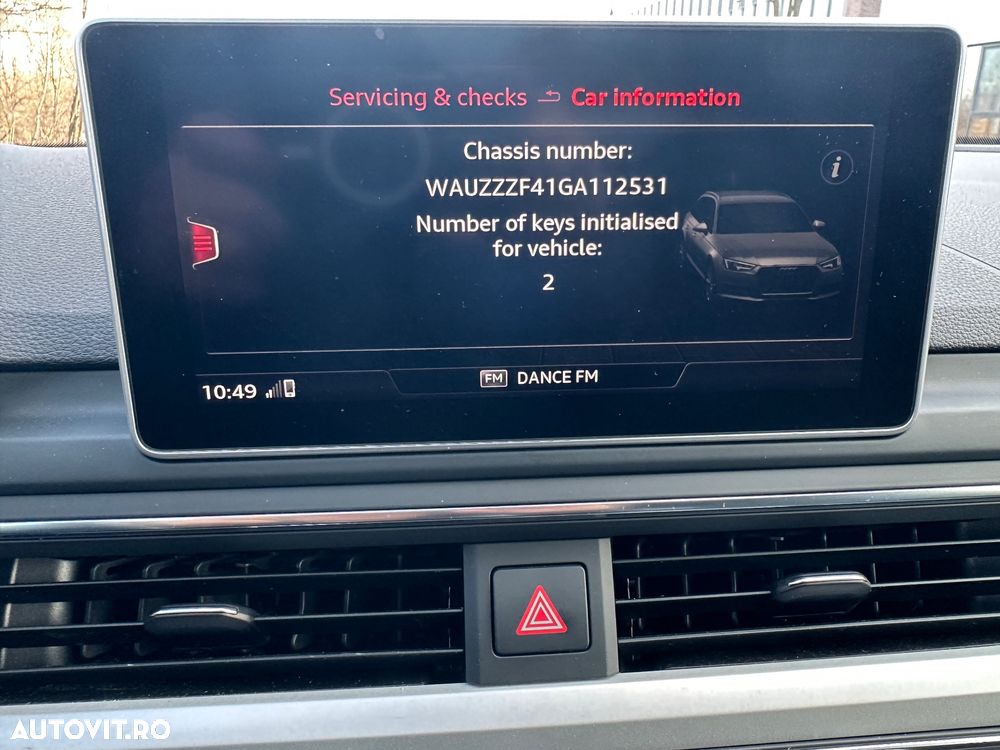 Servicing & checks Car information
Chassis number:
WAUZZZF41GA112531
Number of keys initialised
for vehicle:
2
i
10:49
FM DANCE FM
AUTOVIT.RO